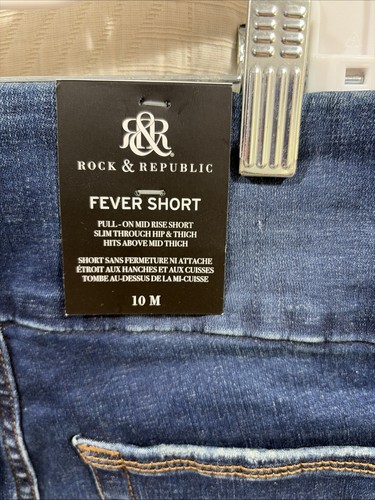 R&R
ROCK & REPUBLIC
FEVER SHORT
PULL-ON MID RISE SHORT
SLIM THROUGH HIP & THIGH
HITS ABOVE MID THIGH
SHORT SANS FERMETURE NI ATTACHE
ÉTROIT AUX HANCHES ET AUX CUISSES
TOMBE AU-DESSUS DE LA MI-CUISSE
10 M